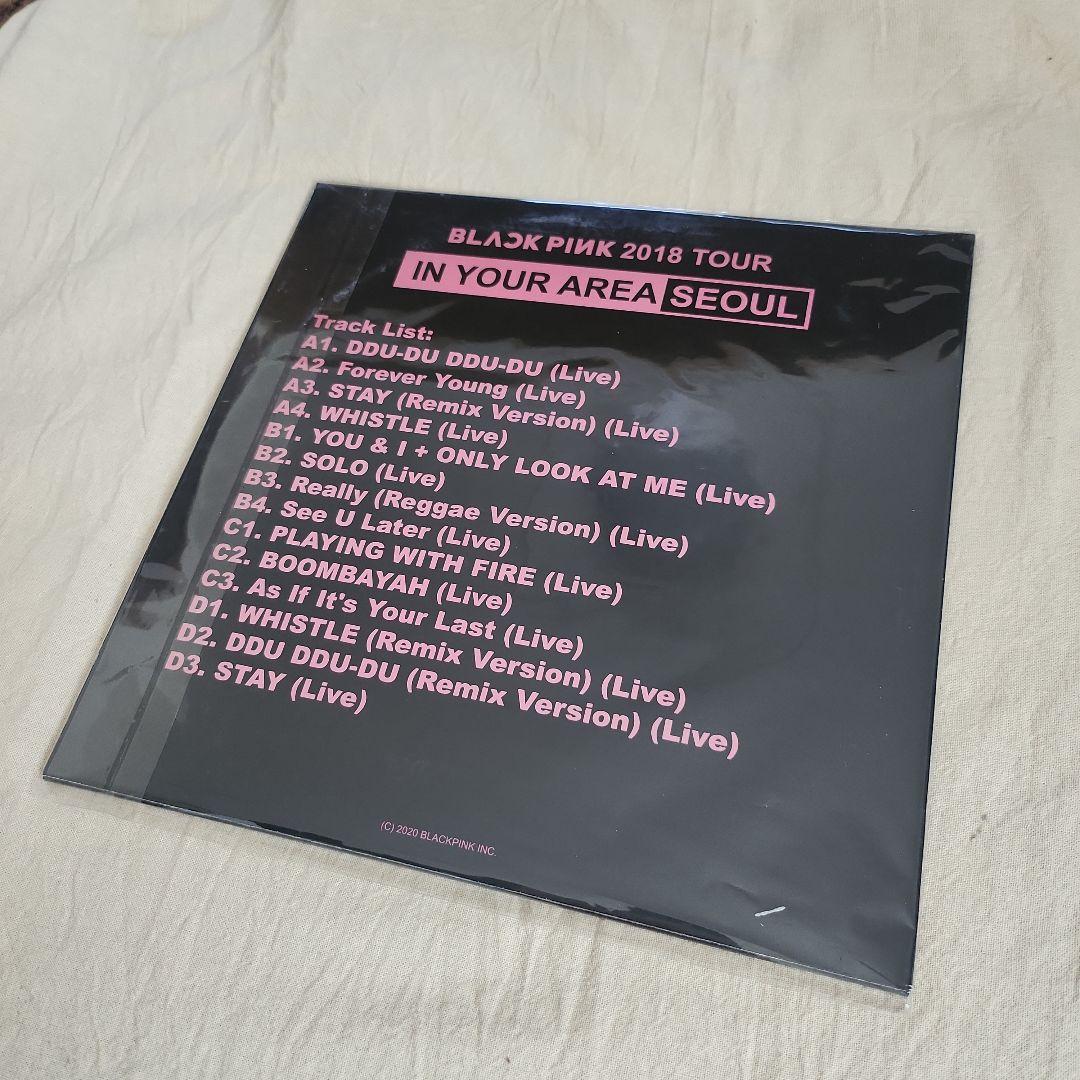 BLACKPINK 2018 TOUR
IN YOUR AREA SEOUL
Track List:
A1. DDU-DU DDU-DU (Live)
A2. Forever Young (Live)
A3. STAY (Remix Version) (Live)
A4. WHISTLE (Live)
B1. YOU & I + ONLY LOOK AT ME (Live)
B2. SOLO (Live)
B3. Really (Reggae Version) (Live)
B4. See U Later (Live)
C1. PLAYING WITH FIRE (Live)
C2. BOOMBAYAH (Live)
C3. As If It's Your Last (Live)
D1. WHISTLE (Remix Version) (Live)
D2. DDU DDU-DU (Remix Version) (Live)
D3. STAY (Live)
(C) 2020 BLACKPINK INC.